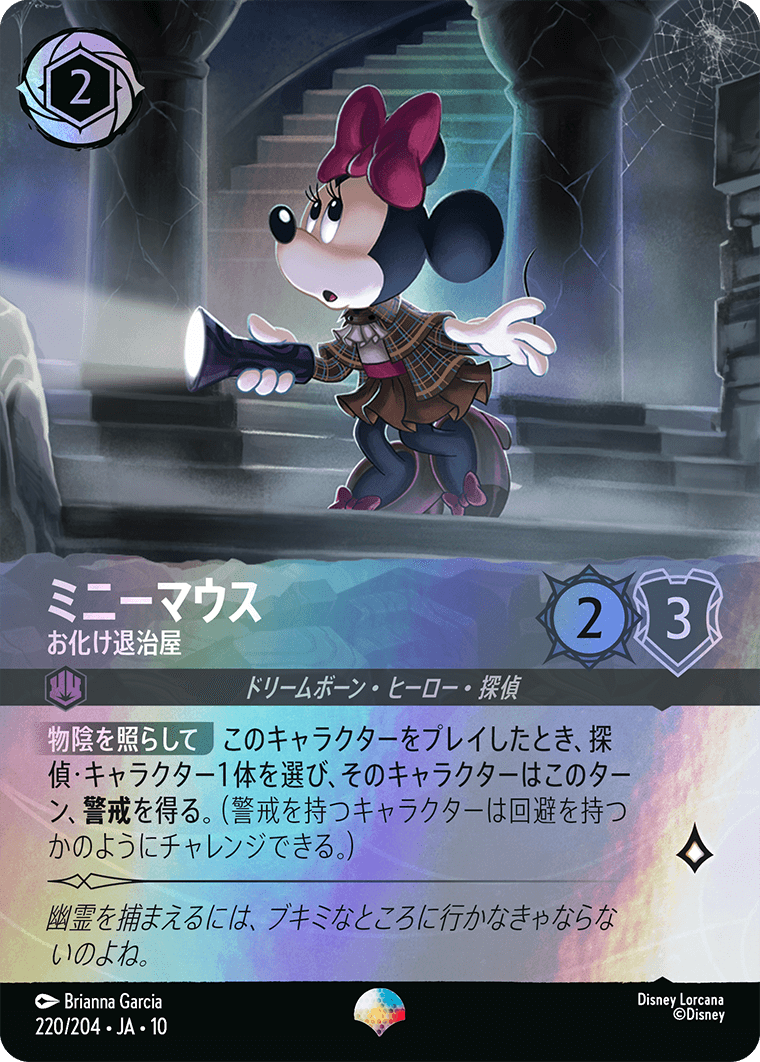 2
ミニーマウス
お化け退治屋
2
3
ドリームボーン・ヒーロー・探偵
物陰を照らして このキャラクターをプレイしたとき、探
偵・キャラクター1体を選び、そのキャラクターはこのター
ン、警戒を得る。（警戒を持つキャラクターは回避を持つ
かのようにチャレンジできる。）
幽霊を捕まえるには、ブキミなところに行かなきゃならな
いのよね。
Brianna Garcia
220/204 • JA • 10
Disney Lorcana
©Disney